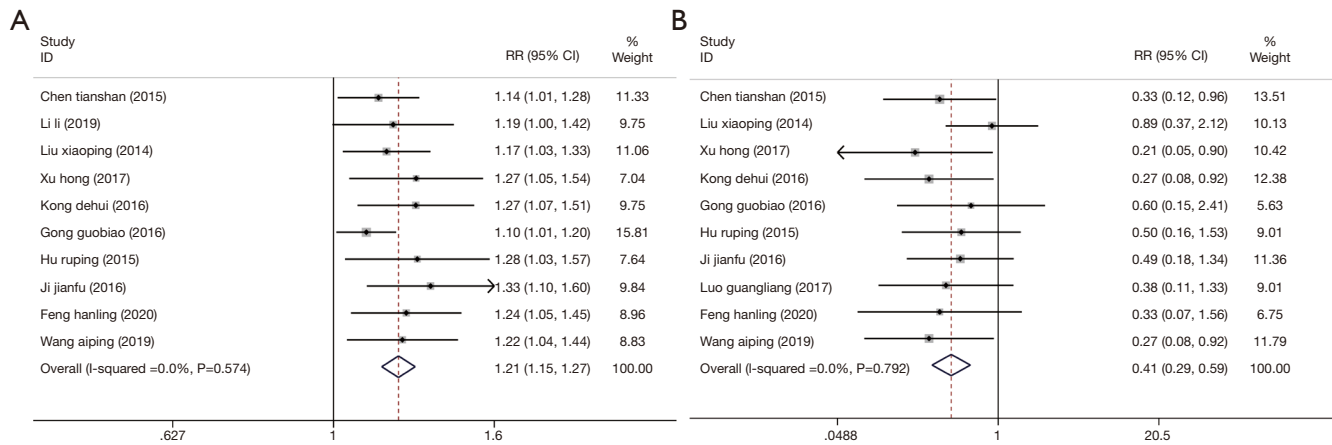 A
Study
ID RR (95% CI) %
Weight
Chen tianshan (2015) 1.14 (1.01, 1.28) 11.33
Li li (2019) 1.19 (1.00, 1.42) 9.75
Liu xiaoping (2014) 1.17 (1.03, 1.33) 11.06
Xu hong (2017) 1.27 (1.05, 1.54) 7.04
Kong dehui (2016) 1.27 (1.07, 1.51) 9.75
Gong guobiao (2016) 1.10 (1.01, 1.20) 15.81
Hu ruping (2015) 1.28 (1.03, 1.57) 7.64
Ji jianfu (2016) 1.33 (1.10, 1.60) 9.84
Feng hanling (2020) 1.24 (1.05, 1.45) 8.96
Wang aiping (2019) 1.22 (1.04, 1.44) 8.83
Overall (I-squared =0.0%, P=0.574) 1.21 (1.15, 1.27) 100.00
.627 1 1.6
B
Study
ID RR (95% CI) %
Weight
Chen tianshan (2015) 0.33 (0.12, 0.96) 13.51
Liu xiaoping (2014) 0.89 (0.37, 2.12) 10.13
Xu hong (2017) 0.21 (0.05, 0.90) 10.42
Kong dehui (2016) 0.27 (0.08, 0.92) 12.38
Gong guobiao (2016) 0.60 (0.15, 2.41) 5.63
Hu ruping (2015) 0.50 (0.16, 1.53) 9.01
Ji jianfu (2016) 0.49 (0.18, 1.34) 11.36
Luo guangliang (2017) 0.38 (0.11, 1.33) 9.01
Feng hanling (2020) 0.33 (0.07, 1.56) 6.75
Wang aiping (2019) 0.27 (0.08, 0.92) 11.79
Overall (I-squared =0.0%, P=0.792) 0.41 (0.29, 0.59) 100.00
.0488 1 20.5